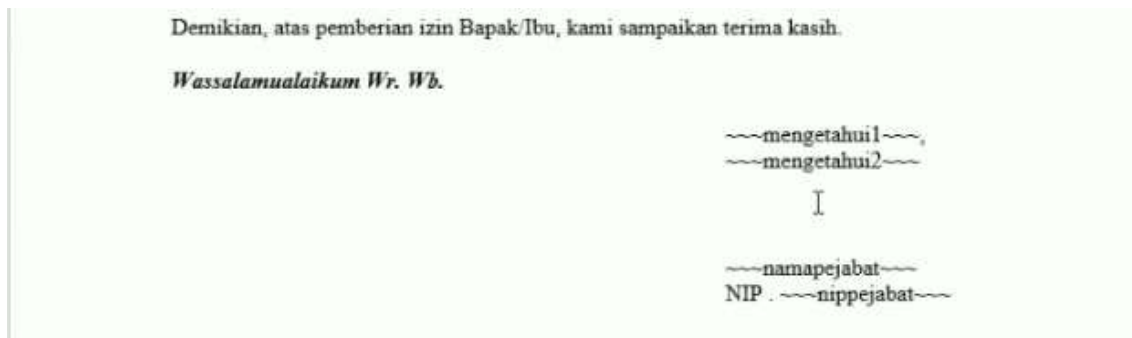 Demikian, atas pemberian izin Bapak/Ibu, kami sampaikan terima kasih.
Wassalamualaikum Wr. Wb.
~~~mengetahui1~~~,
~~~mengetahui2~~~
~~~namapejabat~~~
NIP . ~~~nippejabat~~~